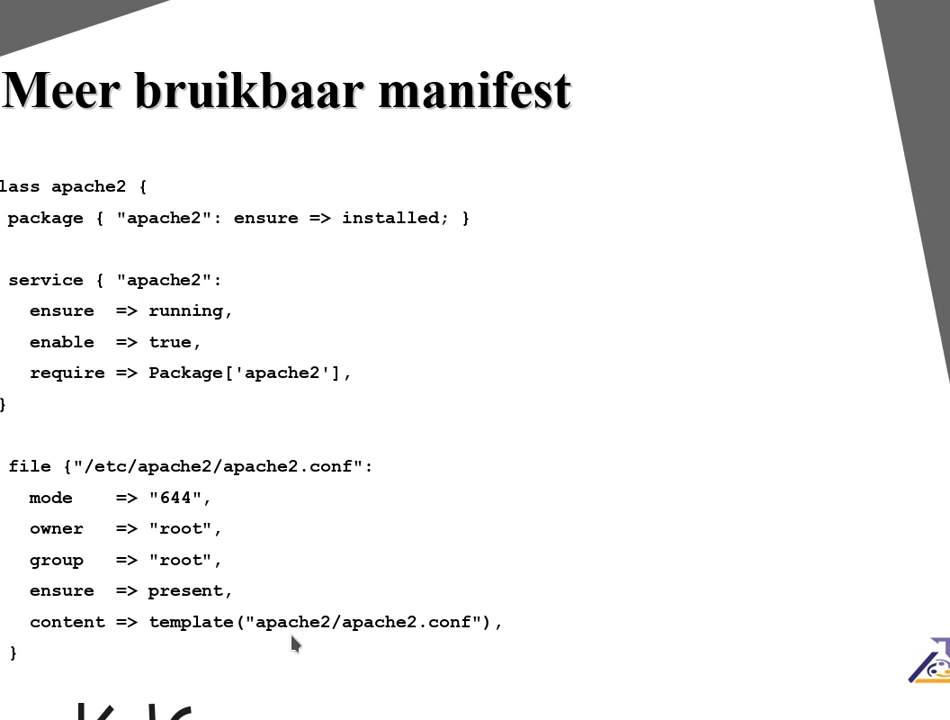 Meer bruikbaar manifest
lass apache2 {
package { "apache2": ensure => installed; }
service { "apache2":
ensure => running,
enable => true,
require => Package['apache2'],
}
file {"/etc/apache2/apache2.conf":
mode => "644",
owner => "root",
group => "root",
ensure => present,
content => template("apache2/apache2.conf"),
}